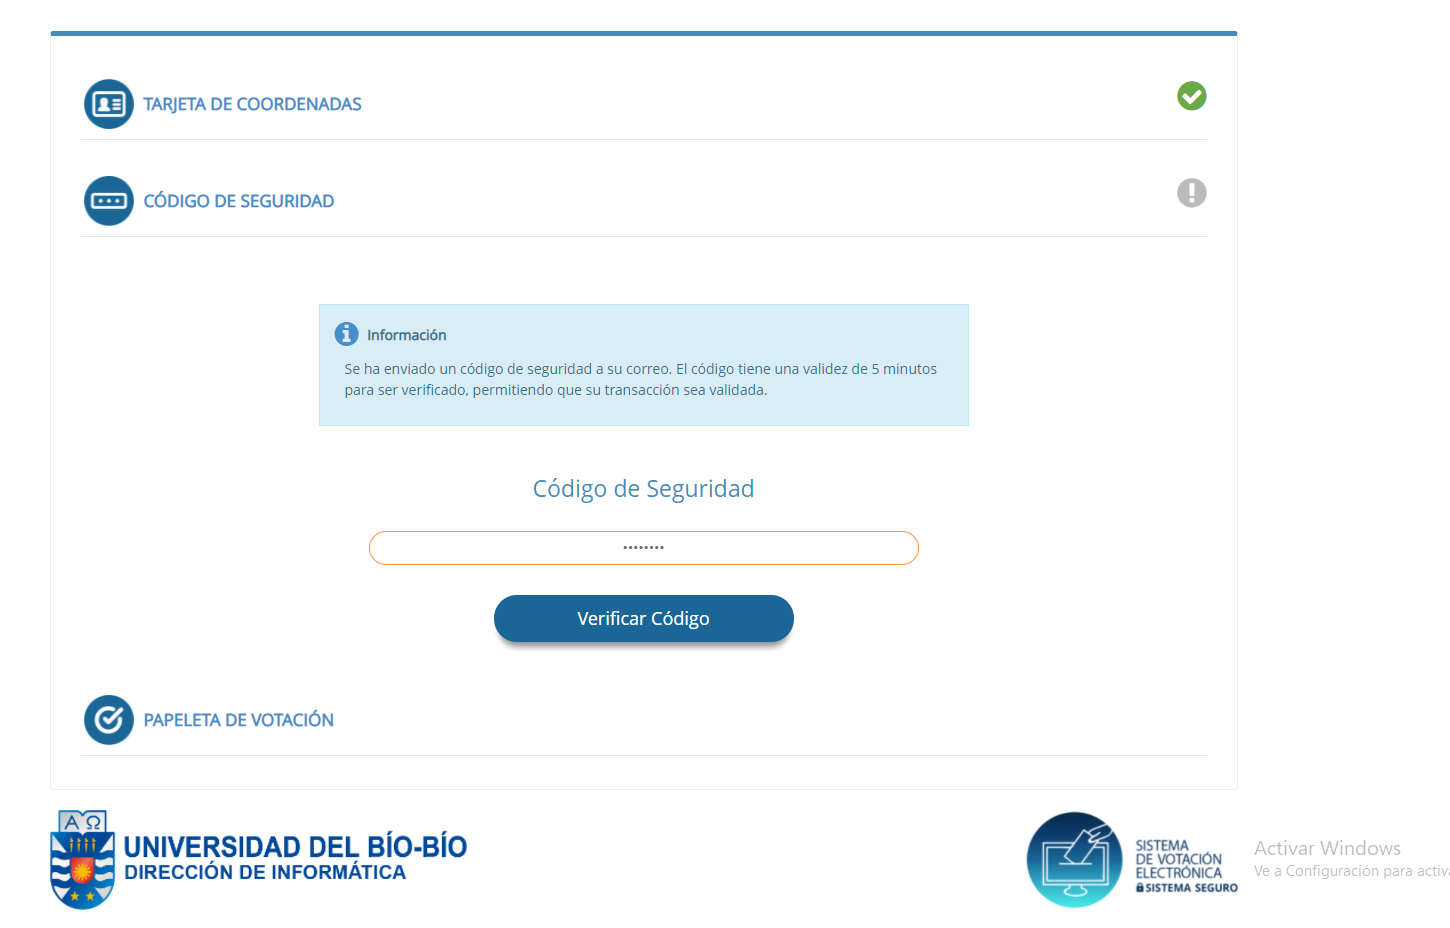 TARJETA DE COORDENADAS
CÓDIGO DE SEGURIDAD
Información
Se ha enviado un código de seguridad a su correo. El código tiene una validez de 5 minutos
para ser verificado, permitiendo que su transacción sea validada.
Código de Seguridad
••••••••
Verificar Código
PAPELETA DE VOTACIÓN
Α Ω
UNIVERSIDAD DEL BÍO-BÍO
DIRECCIÓN DE INFORMÁTICA
SISTEMA
DE VOTACIÓN
ELECTRÓNICA
SISTEMA SEGURO
Activar Windows
Ve a Configuración para activa